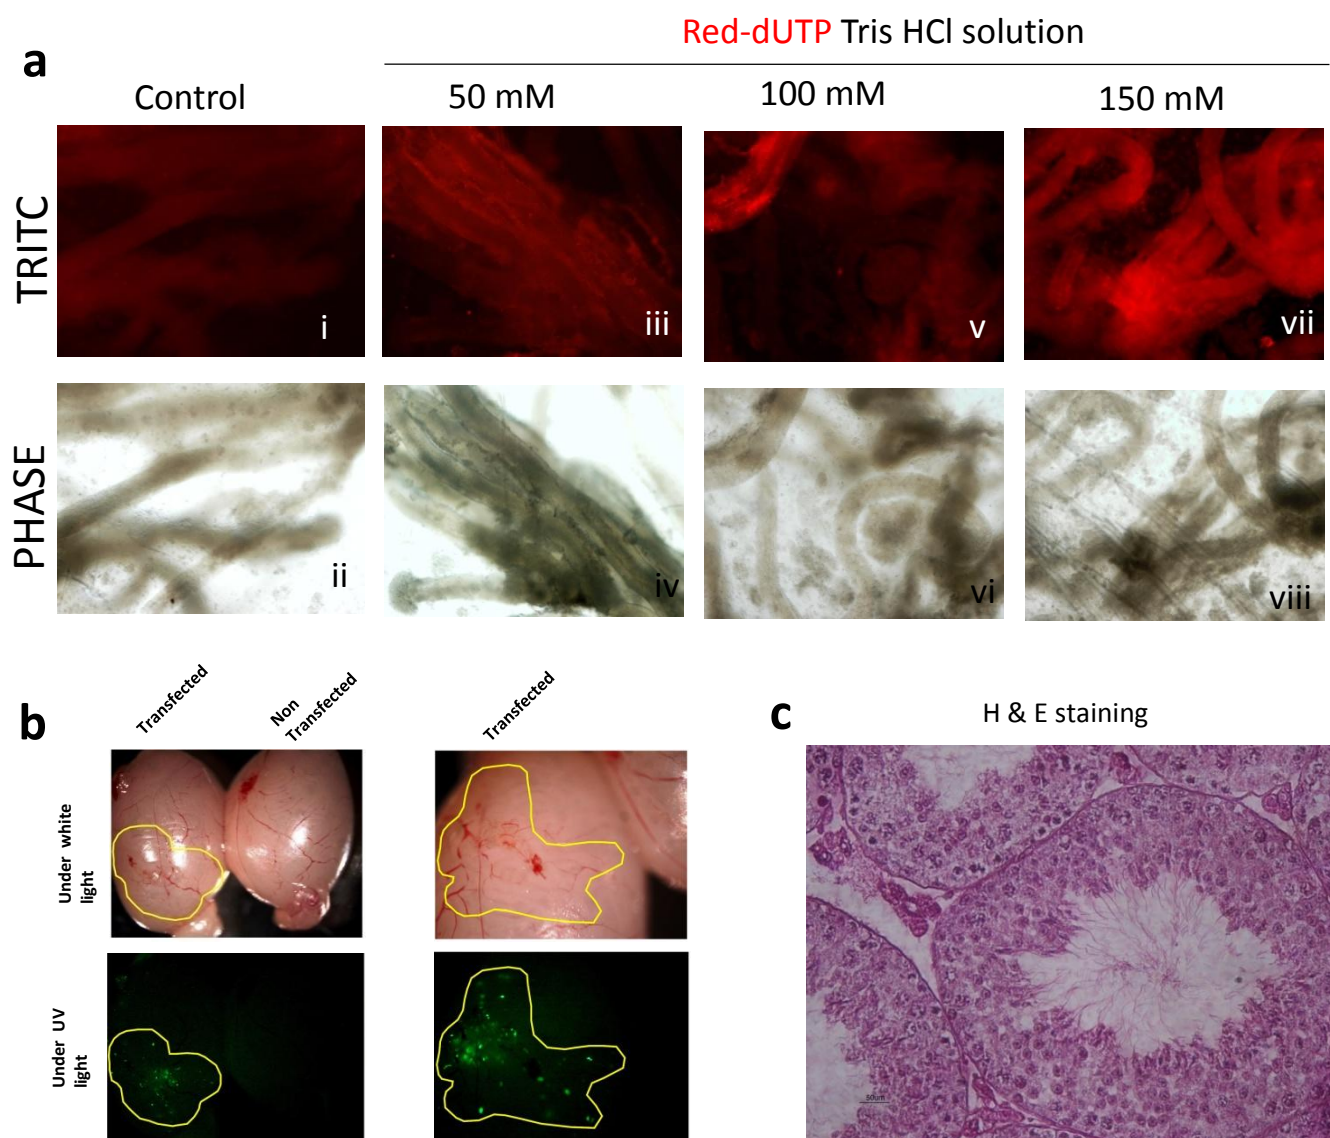 a
Red-dUTP Tris HCl solution
Control
50 mM
100 mM
150 mM
TRITC
i
iii
v
vii
PHASE
ii
iv
vi
viii
b
Transfected
Non
Transfected
Transfected
Under white
light
Under UV
light
c
H & E staining
50um